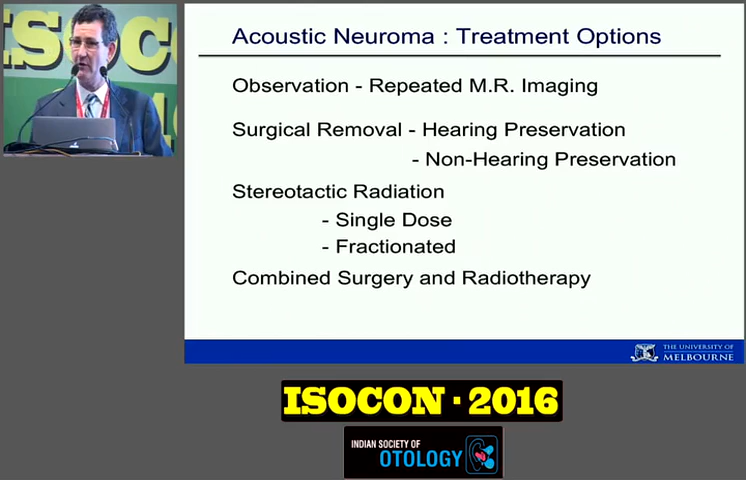 ISOCON
Acoustic Neuroma : Treatment Options
Observation - Repeated M.R. Imaging
Surgical Removal - Hearing Preservation
- Non-Hearing Preservation
Stereotactic Radiation
- Single Dose
- Fractionated
Combined Surgery and Radiotherapy
THE UNIVERSITY OF
MELBOURNE
ISOCON · 2016
INDIAN SOCIETY OF
OTOLOGY